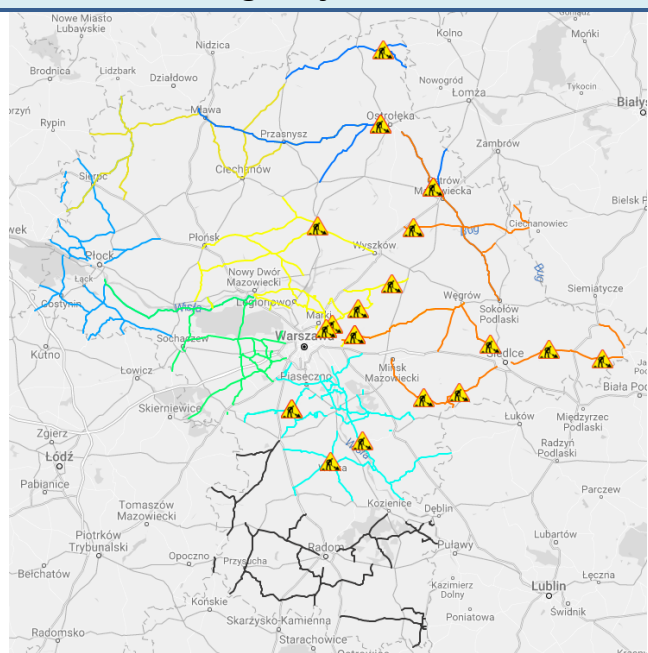 Nowe Miasto
Lubawskie
Nidzica
Kolno
Mońki
Brodnica
Lidzbark
Działdowo
Nowogród
Łomża
Tykocin
Białys
Rypin
Mława
Przasnysz
Ostrołęka
Zambrów
Sierpc
Ciechanów
Bielsk P
Ciechanowiec
Bug
Płońsk
Wyszków
Płock
Łąck
Nowy Dwór
Mazowiecki
Węgrów
Siemiatycze
Bug
Gostynin
Wisła
Legionowo
Marki
Sokołów
Podlaski
Kutno
Sochaczew
Warszawa
Siedlce
Łowicz
Piaseczno
Mińsk
Mazowiecki
Biała Pod
Skierniewice
Łuków
Międzyrzec
Podlaski
Zgierz
Łódź
Radzyń
Podlaski
Pabianice
Parczew
Tomaszów
Mazowiecki
Kozienice
Dęblin
Piotrków
Trybunalski
Opoczno
Przysucha
Radom
Puławy
Lubartów
Bełchatów
Lublin
Łęczna
Końskie
Kazimierz
Dolny
Poniatowa
Świdnik
Radomsko
Skarżysko-Kamienna
Starachowice